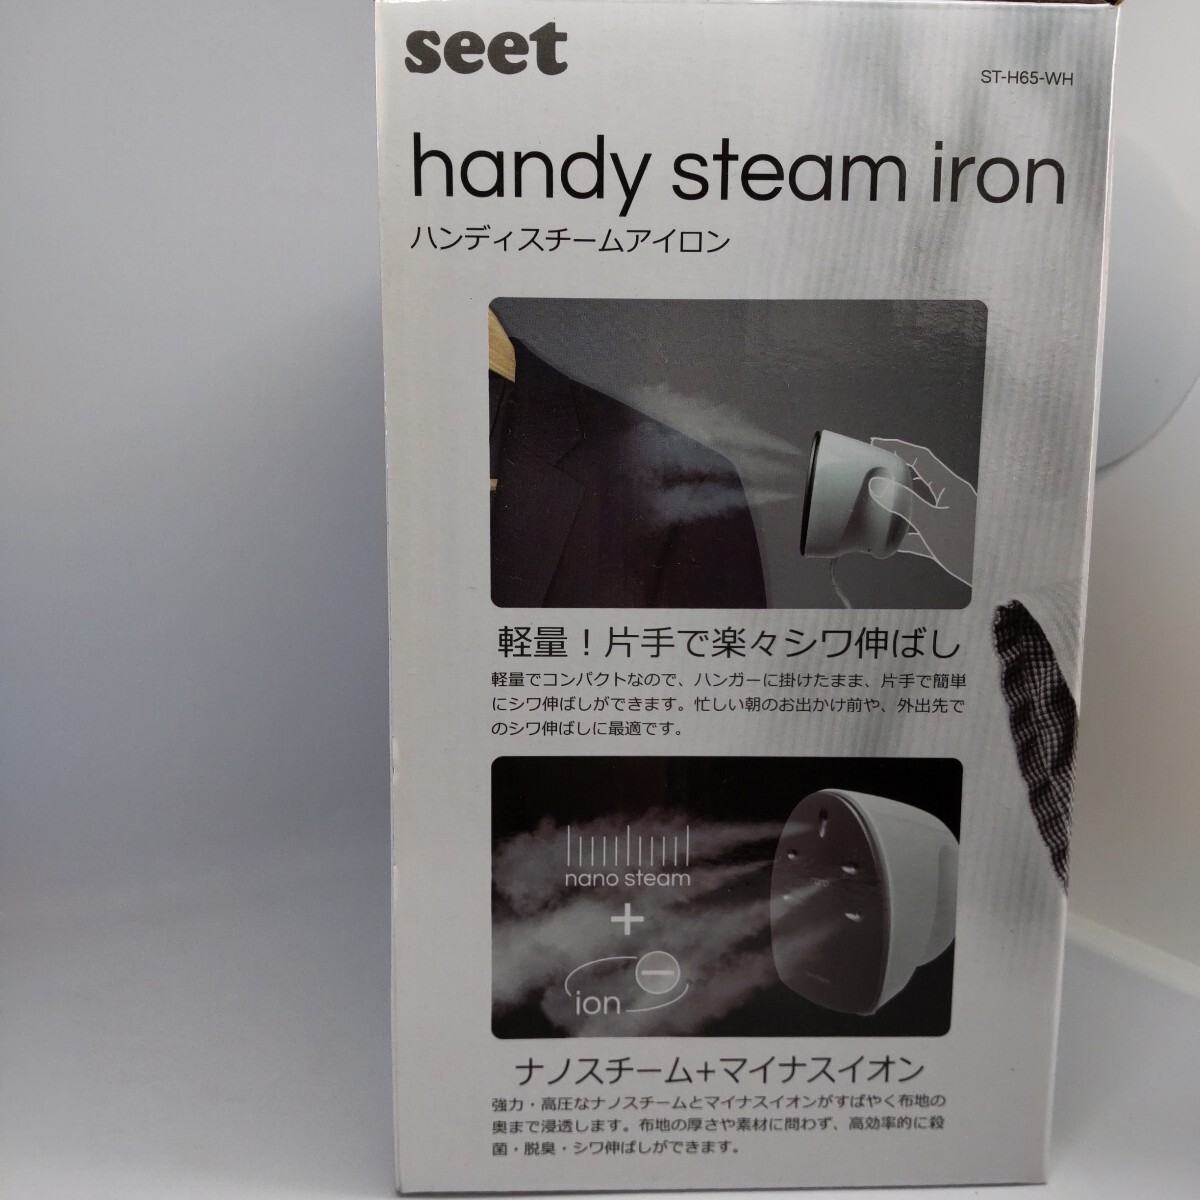 seet
ST-H65-WH
handy steam iron
ハンディスチームアイロン
軽量！片手で楽々シワ伸ばし
軽量でコンパクトなので、ハンガーに掛けたまま、片手で簡単
にシワ伸ばしができます。忙しい朝のお出かけ前や、外出先で
のシワ伸ばしに最適です。
nano steam
+
ion
ナノスチーム+マイナスイオン
強力・高圧なナノスチームとマイナスイオンがすばやく布地の
奥まで浸透します。布地の厚さや素材に問わず、高効率的に殺
菌・脱臭・シワ伸ばしができます。